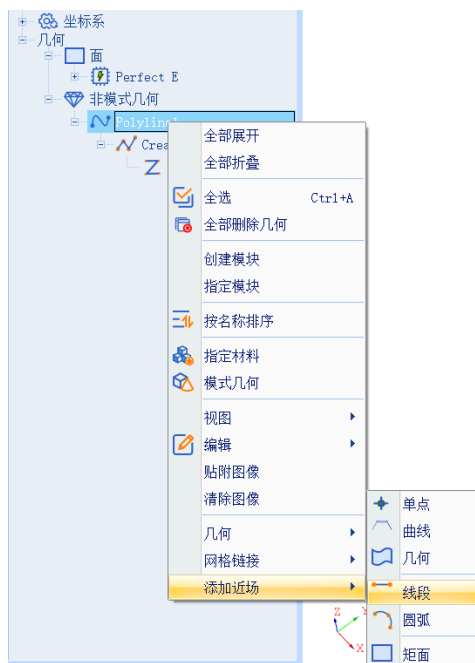 坐标系
几何
面
Perfect E
非模式几何
Polyline1
Crea
全部展开
全部折叠
全选 Ctrl+A
全部删除几何
创建模块
指定模块
按名称排序
指定材料
模式几何
视图
编辑
贴附图像
清除图像
几何
网格链接
添加近场
单点
曲线
几何
线段
圆弧
矩面
Z
X